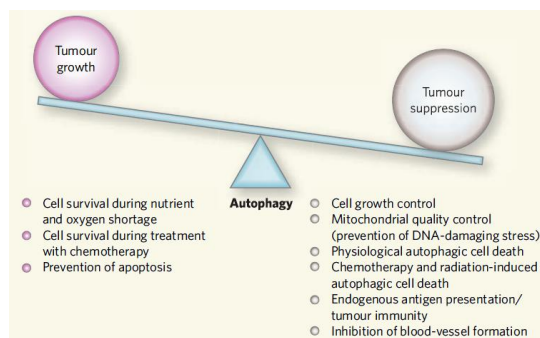 Tumour
growth
Tumour
suppression
Autophagy
Cell survival during nutrient
and oxygen shortage
Cell survival during treatment
with chemotherapy
Prevention of apoptosis
Cell growth control
Mitochondrial quality control
(prevention of DNA-damaging stress)
Physiological autophagic cell death
Chemotherapy and radiation-induced
autophagic cell death
Endogenous antigen presentation/
tumour immunity
Inhibition of blood-vessel formation